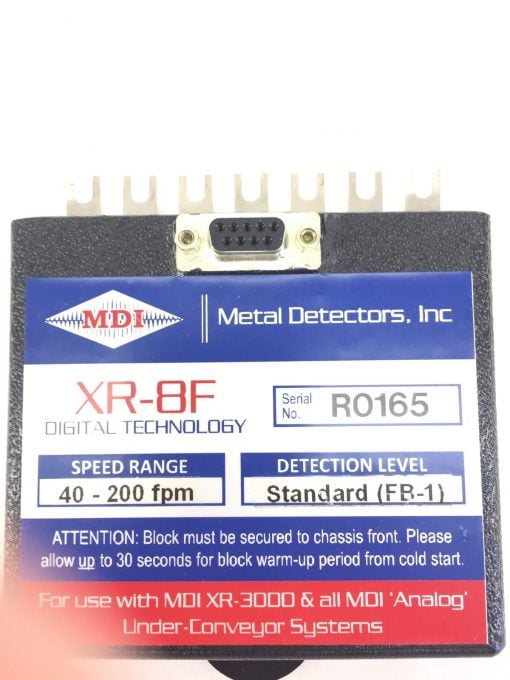 MDI
Metal Detectors, Inc
XR-8F
DIGITAL TECHNOLOGY
Serial No. R0165
SPEED RANGE
40 - 200 fpm
DETECTION LEVEL
Standard (FB-1)
ATTENTION: Block must be secured to chassis front. Please
allow up to 30 seconds for block warm-up period from cold start.
For use with MDI XR-3000 & all MDI 'Analog'
Under-Conveyor Systems